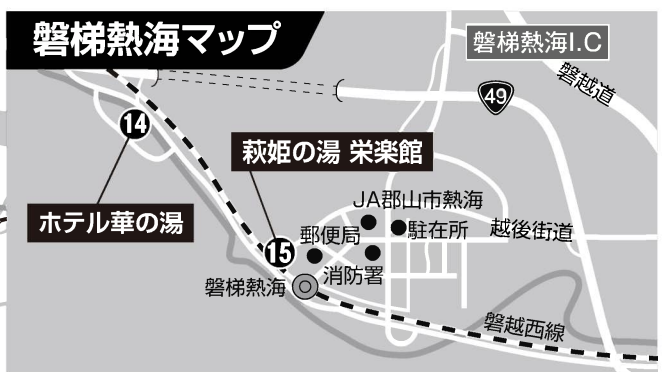 磐梯熱海マップ
磐梯熱海I.C
磐越道
49
14
萩姫の湯 栄楽館
ホテル華の湯
JA郡山市熱海
郵便局
駐在所
越後街道
15
消防署
磐梯熱海
磐越西線